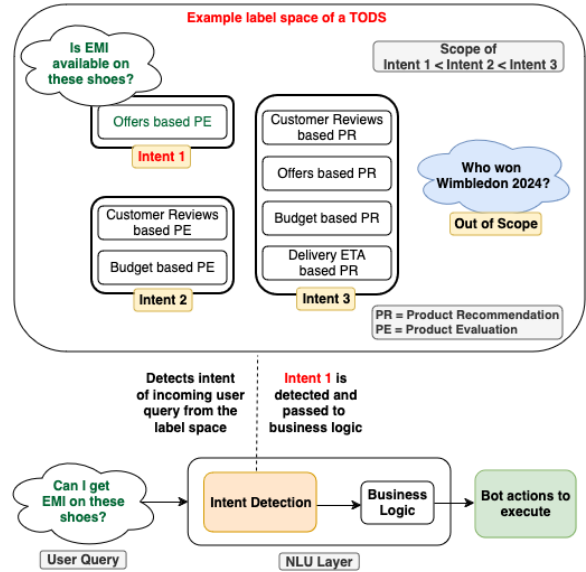 Example label space of a TODS
Is EMI
available on
these shoes?
Scope of
Intent 1 < Intent 2 < Intent 3
Offers based PE
Intent 1
Customer Reviews
based PE
Budget based PE
Intent 2
Customer Reviews
based PR
Offers based PR
Budget based PR
Delivery ETA
based PR
Intent 3
Who won
Wimbledon 2024?
Out of Scope
PR = Product Recommendation
PE = Product Evaluation
Detects intent
of incoming user
query from the
label space
Intent 1 is
detected and
passed to
business logic
Can I get
EMI on these
shoes?
User Query
Intent Detection
Business
Logic
NLU Layer
Bot actions to
execute